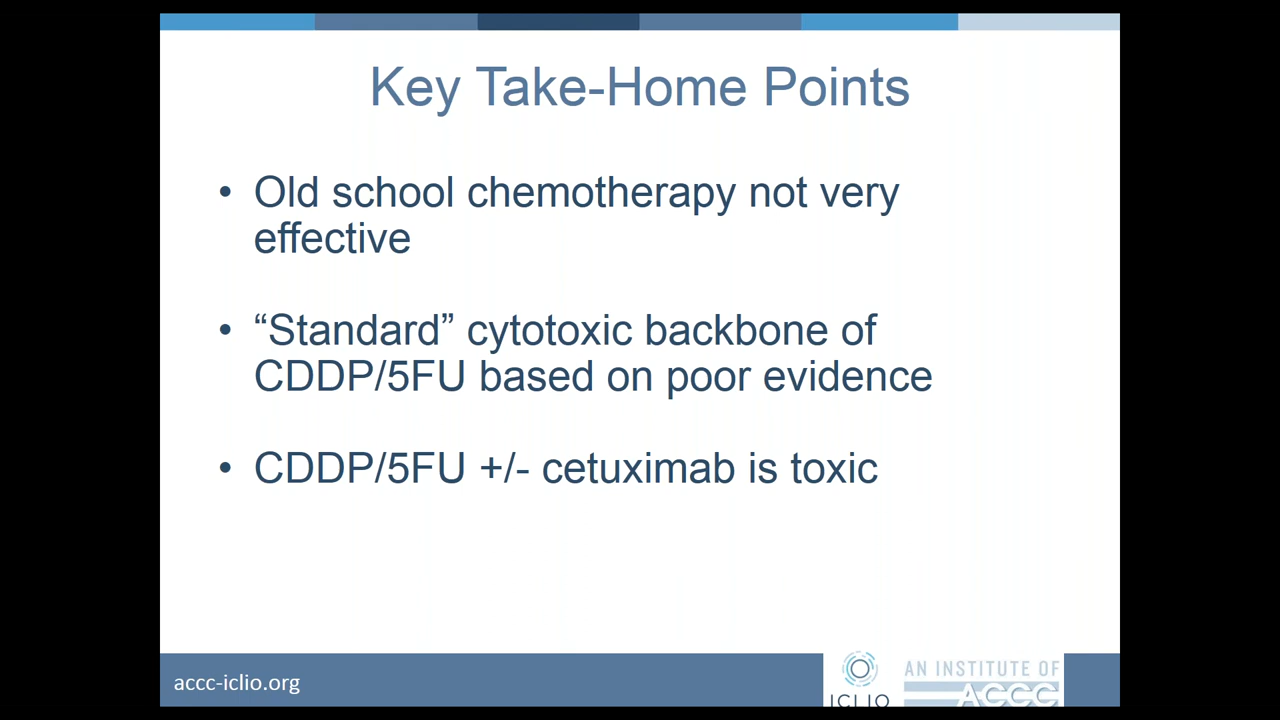 Key Take-Home Points
• Old school chemotherapy not very
effective
• “Standard” cytotoxic backbone of
CDDP/5FU based on poor evidence
• CDDP/5FU +/- cetuximab is toxic
accc-iclio.org
ICLIO
AN INSTITUTE OF
ACCC